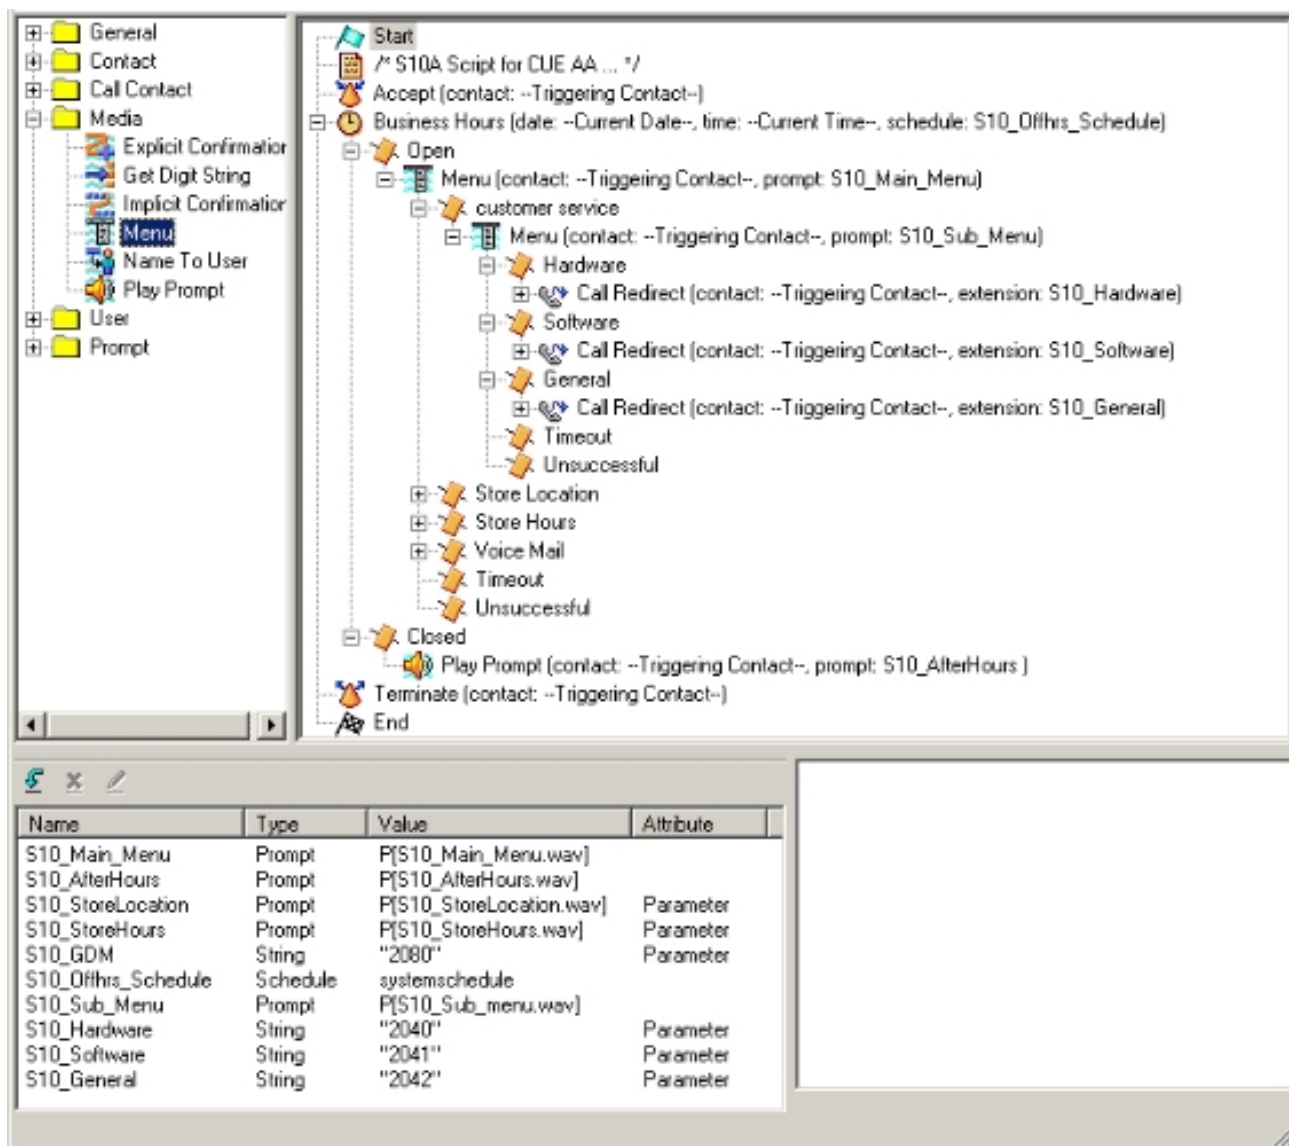 General
Contact
Call Contact
Media
Explicit Confirmation
Get Digit String
Implicit Confirmation
Menu
Name To User
Play Prompt
User
Prompt
Start
/* S10A Script for CUE AA ... */
Accept (contact: --Triggering Contact--)
Business Hours (date: --Current Date--, time: --Current Time--, schedule: S10_Offhrs_Schedule)
Open
Menu (contact: --Triggering Contact--, prompt: S10_Main_Menu)
customer service
Menu (contact: --Triggering Contact--, prompt: S10_Sub_Menu)
Hardware
Call Redirect (contact: --Triggering Contact--, extension: S10_Hardware)
Software
Call Redirect (contact: --Triggering Contact--, extension: S10_Software)
General
Call Redirect (contact: --Triggering Contact--, extension: S10_General)
Timeout
Unsuccessful
Store Location
Store Hours
Voice Mail
Timeout
Unsuccessful
Closed
Play Prompt (contact: --Triggering Contact--, prompt: S10_AfterHours )
Terminate (contact: --Triggering Contact--)
End
Name Type Value Attribute
S10_Main_Menu Prompt P[S10_Main_Menu.wav]
S10_AfterHours Prompt P[S10_AfterHours.wav]
S10_StoreLocation Prompt P[S10_StoreLocation.wav] Parameter
S10_StoreHours Prompt P[S10_StoreHours.wav] Parameter
S10_GDM String "2080" Parameter
S10_Offhrs_Schedule Schedule systemschedule
S10_Sub_Menu Prompt P[S10_Sub_menu.wav]
S10_Hardware String "2040" Parameter
S10_Software String "2041" Parameter
S10_General String "2042" Parameter